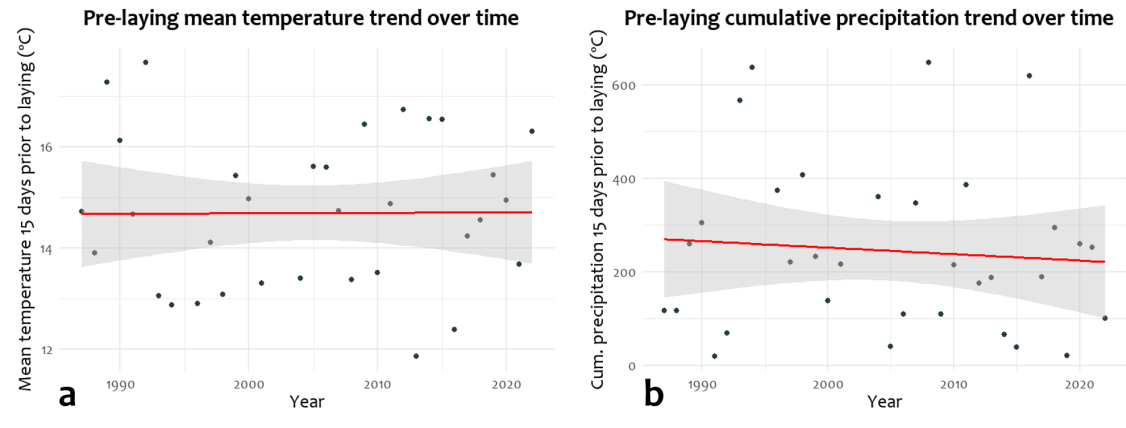 Pre-laying mean temperature trend over time
Mean temperature 15 days prior to laying (°C)
16
14
12
1990
2000
2010
2020
Year
a
Pre-laying cumulative precipitation trend over time
Cum. precipitation 15 days prior to laying (°C)
600
400
200
0
1990
2000
2010
2020
Year
b